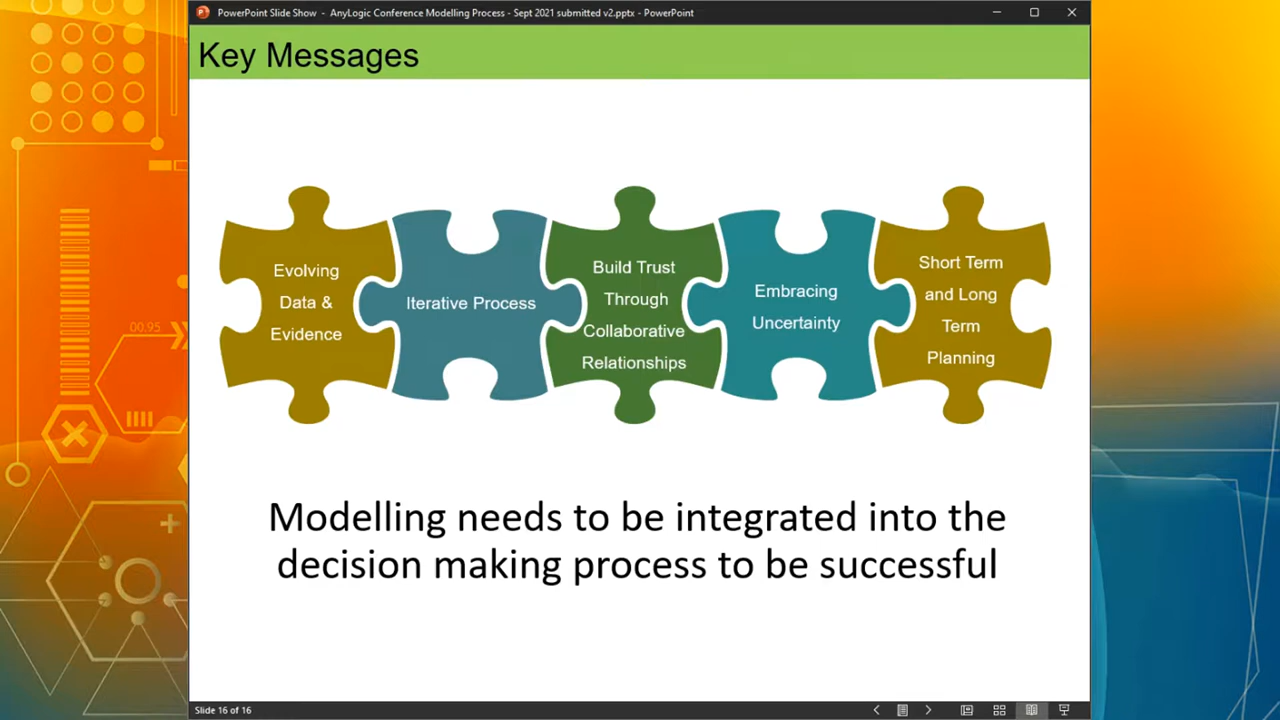 PowerPoint Slide Show - AnyLogic Conference Modelling Process - Sept 2021 submitted v2.pptx - PowerPoint
Key Messages
Evolving
Data &
Evidence
Iterative Process
Build Trust
Through
Collaborative
Relationships
Embracing
Uncertainty
Short Term
and Long
Term
Planning
Modelling needs to be integrated into the
decision making process to be successful
00.95
Slide 16 of 16